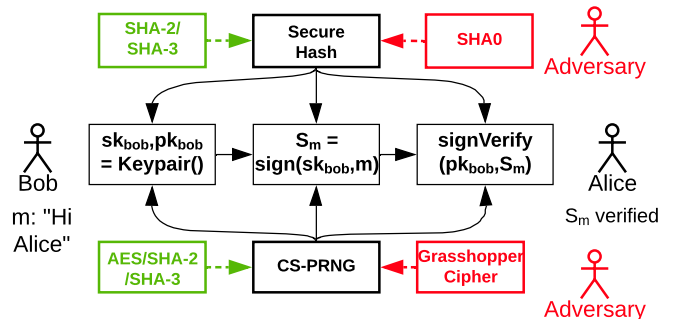 SHA-2/
SHA-3
Secure
Hash
SHA0
Adversary
Bob
m: "Hi
Alice"
sk_bob,pk_bob
= Keypair()
S_m =
sign(sk_bob,m)
signVerify
(pk_bob,S_m)
Alice
S_m verified
AES/SHA-2
/SHA-3
CS-PRNG
Grasshopper
Cipher
Adversary